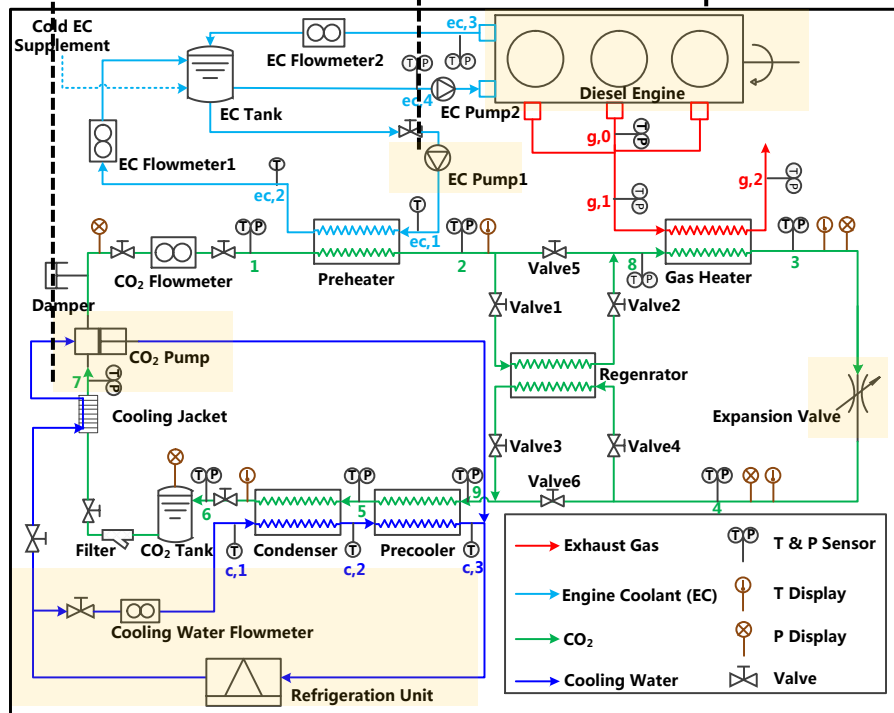 Cold EC
Supplement
ec,3
T P
EC Flowmeter2
T P
EC Tank
ec,4
EC Pump2
Diesel Engine
EC Flowmeter1
g,0
T P
EC Pump1
ec,2
T
g,1
T P
g,2
T P
T
ec,1
T P
T P
T P
CO₂ Flowmeter
1
Preheater
2
Valve5
8
T P
Gas Heater
3
Damper
Valve1
Valve2
CO₂ Pump
7
T P
Regenrator
Expansion Valve
Cooling Jacket
Valve3
Valve4
T P
T P
T P
9
Valve6
T P
6
5
4
Filter
CO₂ Tank
Condenser
Precooler
T
T
T
c,1
c,2
c,3
Cooling Water Flowmeter
Refrigeration Unit
Exhaust Gas
T P
T & P Sensor
Engine Coolant (EC)
T Display
CO₂
P Display
Cooling Water
Valve